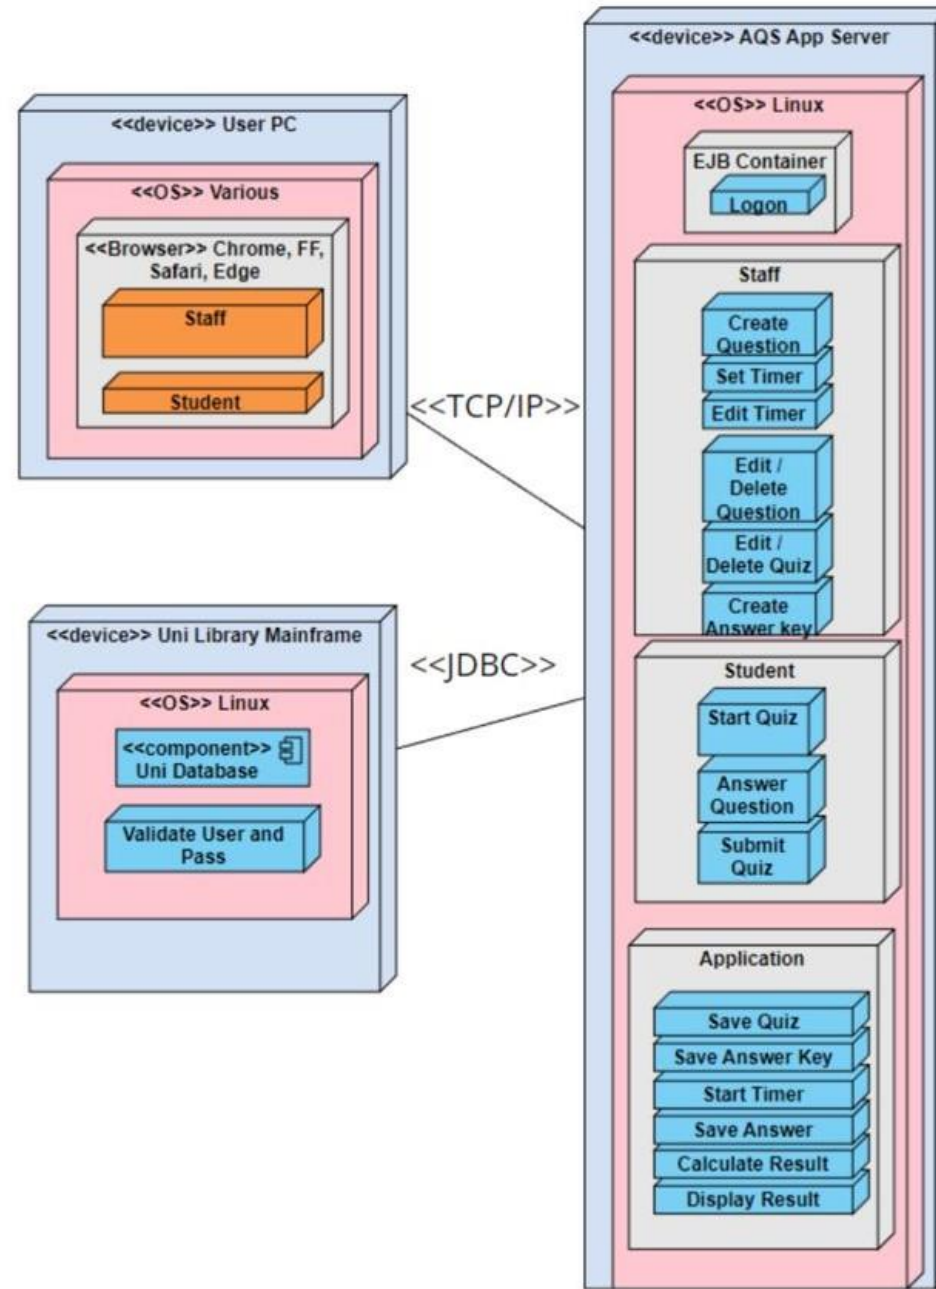 <<device>> User PC
<<OS>> Various
<<Browser>> Chrome, FF,
Safari, Edge
Staff
Student
<<TCP/IP>>
<<device>> Uni Library Mainframe
<<OS>> Linux
<<component>>
Uni Database
Validate User and
Pass
<<JDBC>>
<<device>> AQS App Server
<<OS>> Linux
EJB Container
Logon
Staff
Create
Question
Set Timer
Edit Timer
Edit /
Delete
Question
Edit /
Delete Quiz
Create
Answer key
Student
Start Quiz
Answer
Question
Submit
Quiz
Application
Save Quiz
Save Answer Key
Start Timer
Save Answer
Calculate Result
Display Result